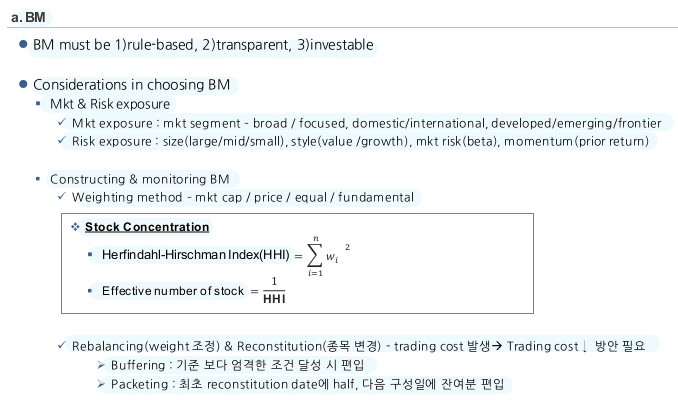 a. BM
● BM must be 1)rule-based, 2)transparent, 3)investable
● Considerations in choosing BM
▪ Mkt & Risk exposure
✓ Mkt exposure : mkt segment - broad / focused, domestic/international, developed/emerging/frontier
✓ Risk exposure : size(large/mid/small), style(value /growth), mkt risk(beta), momentum(prior return)
▪ Constructing & monitoring BM
✓ Weighting method - mkt cap / price / equal / fundamental
❖ Stock Concentration
▪ Herfindahl-Hirschman Index(HHI) = ∑ᵢ₌₁ⁿ wᵢ ²
▪ Effective number of stock = 1/HHI
✓ Rebalancing(weight 조정) & Reconstitution(종목 변경) - trading cost 발생→ Trading cost↓ 방안 필요
➢ Buffering : 기준 보다 엄격한 조건 달성 시 편입
➢ Packeting : 최초 reconstitution date에 half, 다음 구성일에 잔여분 편입